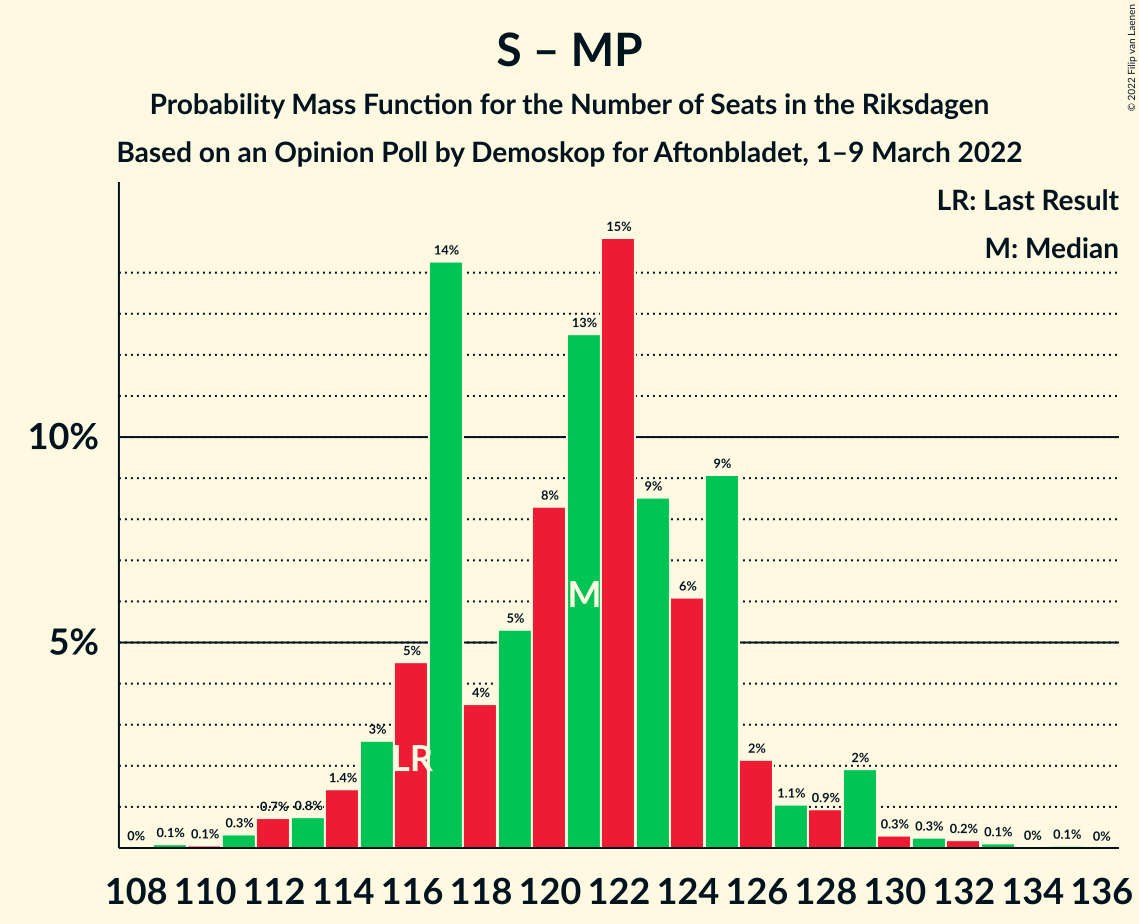 © 2022 Filip van Laenen
S – MP
Probability Mass Function for the Number of Seats in the Riksdagen
Based on an Opinion Poll by Demoskop for Aftonbladet, 1–9 March 2022
LR: Last Result
M: Median
10%
5%
0% 0.1% 0.1% 0.3% 0.7% 0.8% 1.4% 3% 5% 14% 4% 5% 8% 13% 15% 9% 6% 9% 2% 1.1% 0.9% 2% 0.3% 0.3% 0.2% 0.1% 0% 0.1% 0%
LR
M
108 110 112 114 116 118 120 122 124 126 128 130 132 134 136